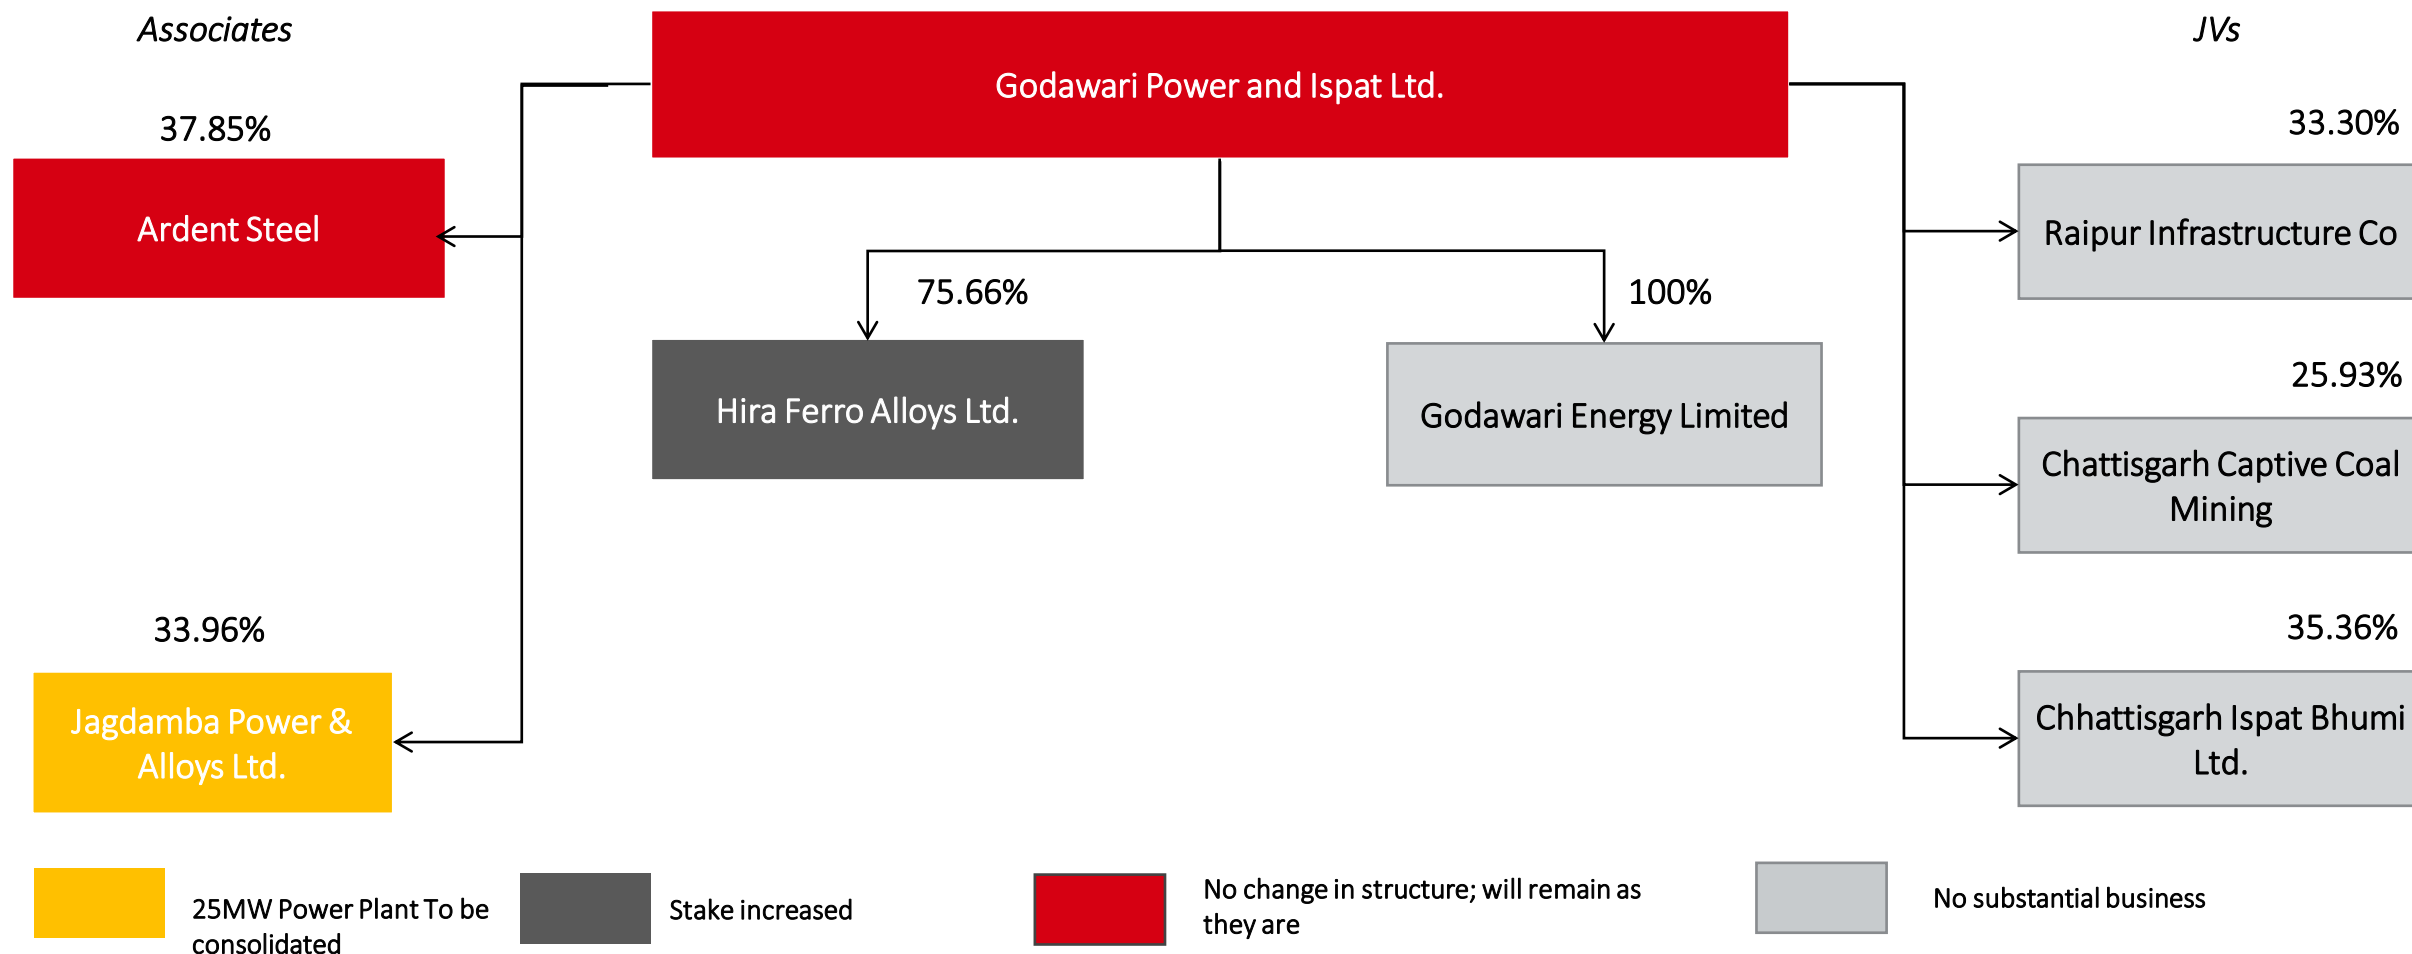 Associates
JVs
Godawari Power and Ispat Ltd.
37.85%
33.30%
Ardent Steel
Raipur Infrastructure Co
75.66%
100%
25.93%
Hira Ferro Alloys Ltd.
Godawari Energy Limited
Chattisgarh Captive Coal
Mining
33.96%
35.36%
Jagdamba Power &
Alloys Ltd.
Chhattisgarh Ispat Bhumi
Ltd.
25MW Power Plant To be
consolidated
Stake increased
No change in structure; will remain as
they are
No substantial business